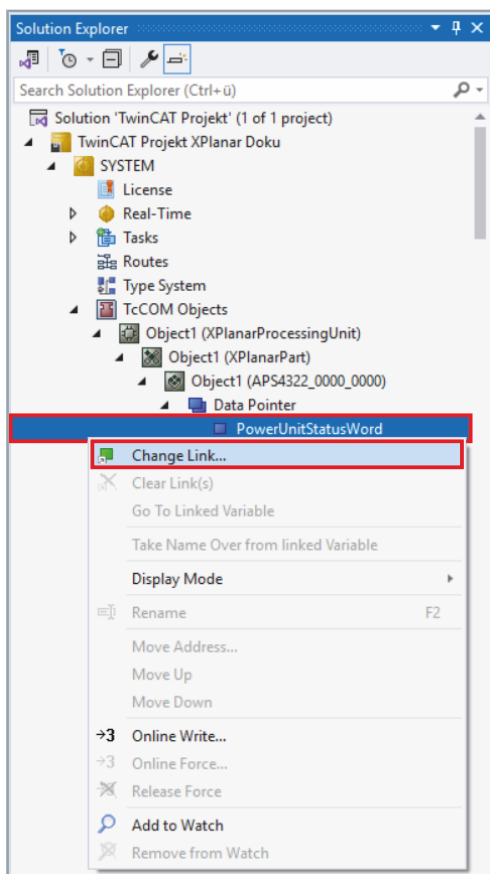 Solution Explorer
Search Solution Explorer (Ctrl+ü)
Solution 'TwinCAT Projekt' (1 of 1 project)
TwinCAT Projekt XPlanar Doku
SYSTEM
License
Real-Time
Tasks
Routes
Type System
TcCOM Objects
Object1 (XPlanarProcessingUnit)
Object1 (XPlanarPart)
Object1 (APS4322_0000_0000)
Data Pointer
PowerUnitStatusWord
Change Link...
Clear Link(s)
Go To Linked Variable
Take Name Over from linked Variable
Display Mode
Rename F2
Move Address...
Move Up
Move Down
Online Write...
Online Force...
Release Force
Add to Watch
Remove from Watch